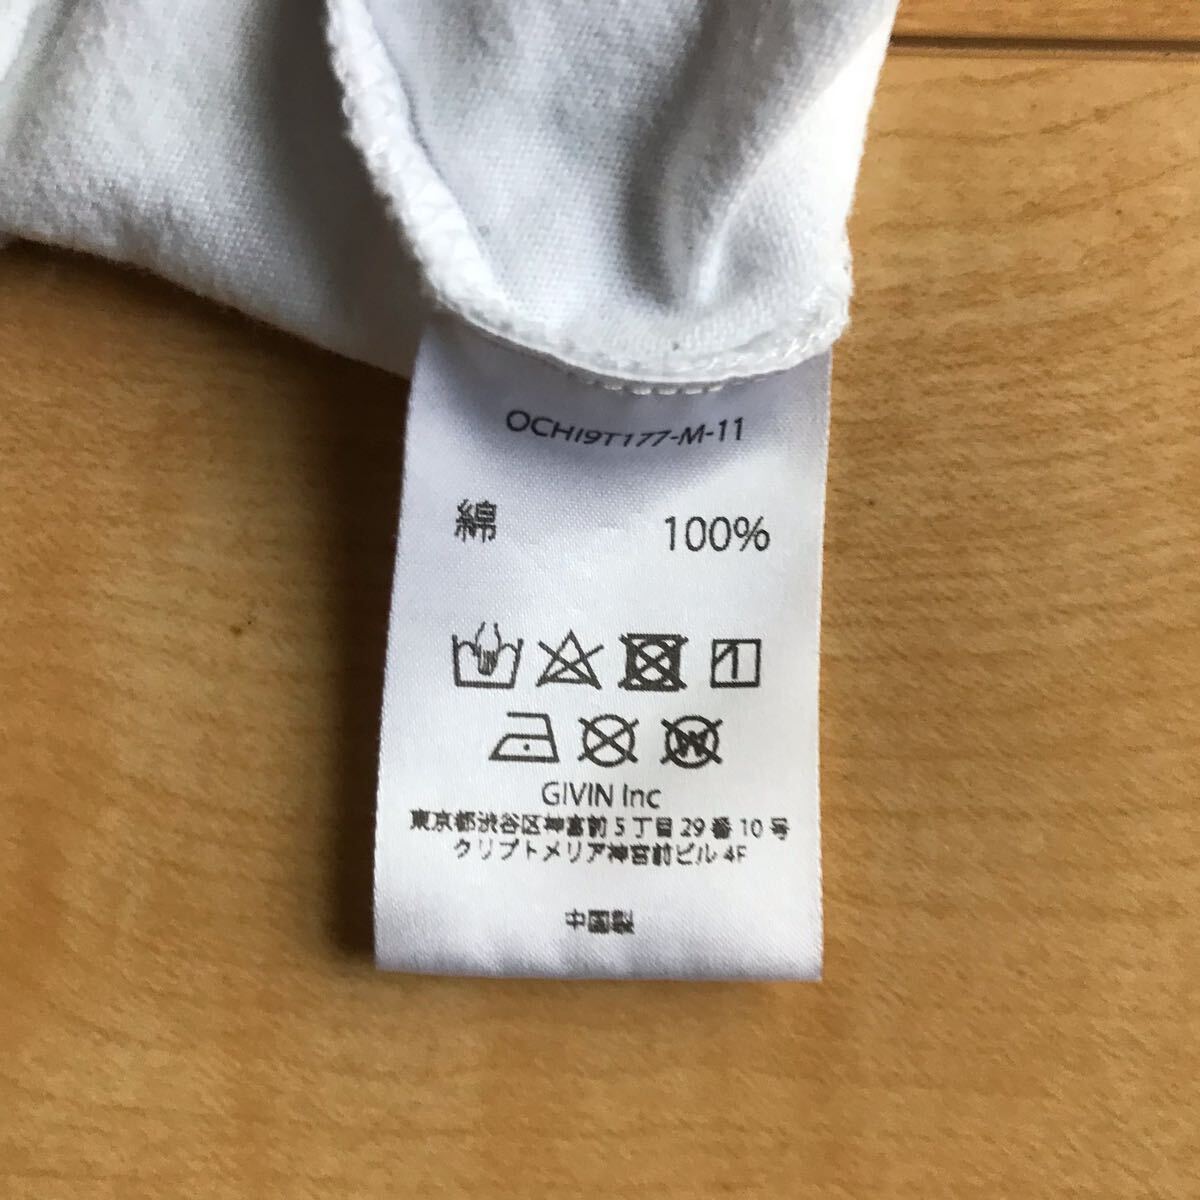 OCHI9T177-M-11
綿 100%
1
W
GIVIN Inc
東京都渋谷区神宮前5丁目29番10号
クリプトメリア神宮前ビル 4F
中国製